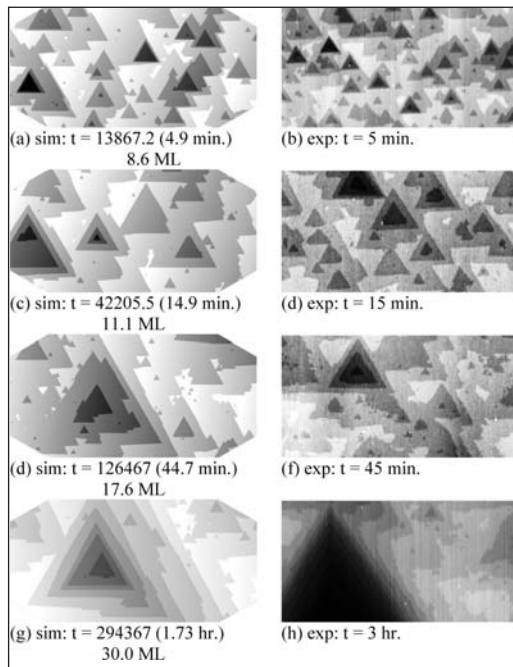 (a) sim: t = 13867.2 (4.9 min.)
8.6 ML
(b) exp: t = 5 min.
(c) sim: t = 42205.5 (14.9 min.)
11.1 ML
(d) exp: t = 15 min.
(d) sim: t = 126467 (44.7 min.)
17.6 ML
(f) exp: t = 45 min.
(g) sim: t = 294367 (1.73 hr.)
30.0 ML
(h) exp: t = 3 hr.